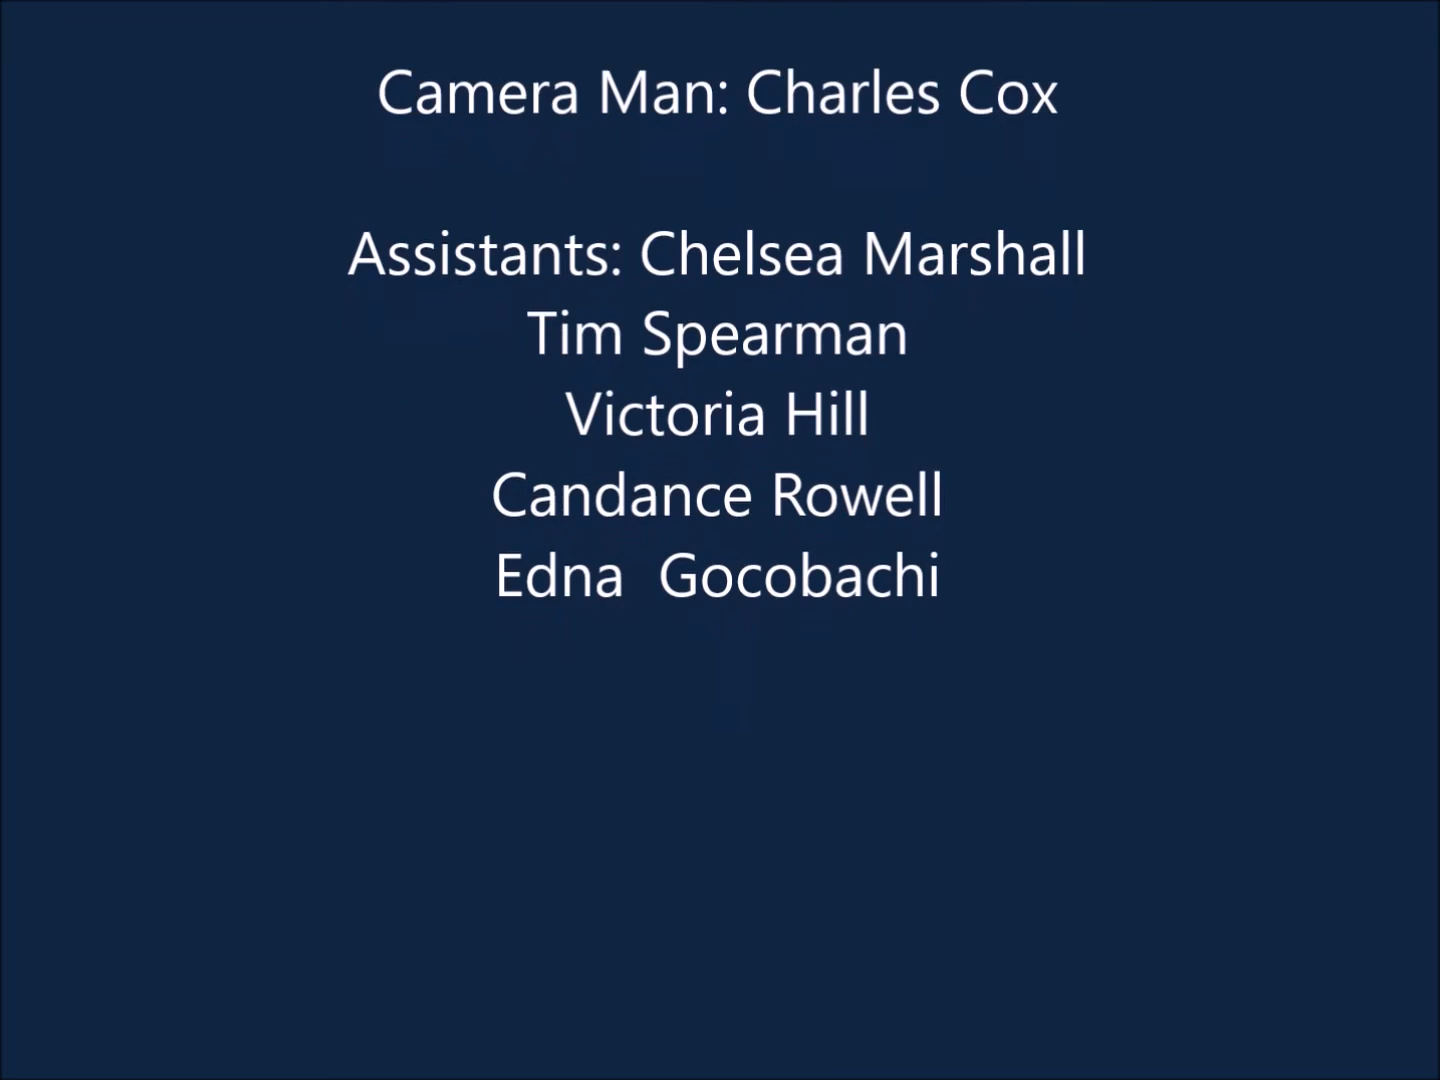 Camera Man: Charles Cox
Assistants: Chelsea Marshall
Tim Spearman
Victoria Hill
Candance Rowell
Edna  Gocobachi